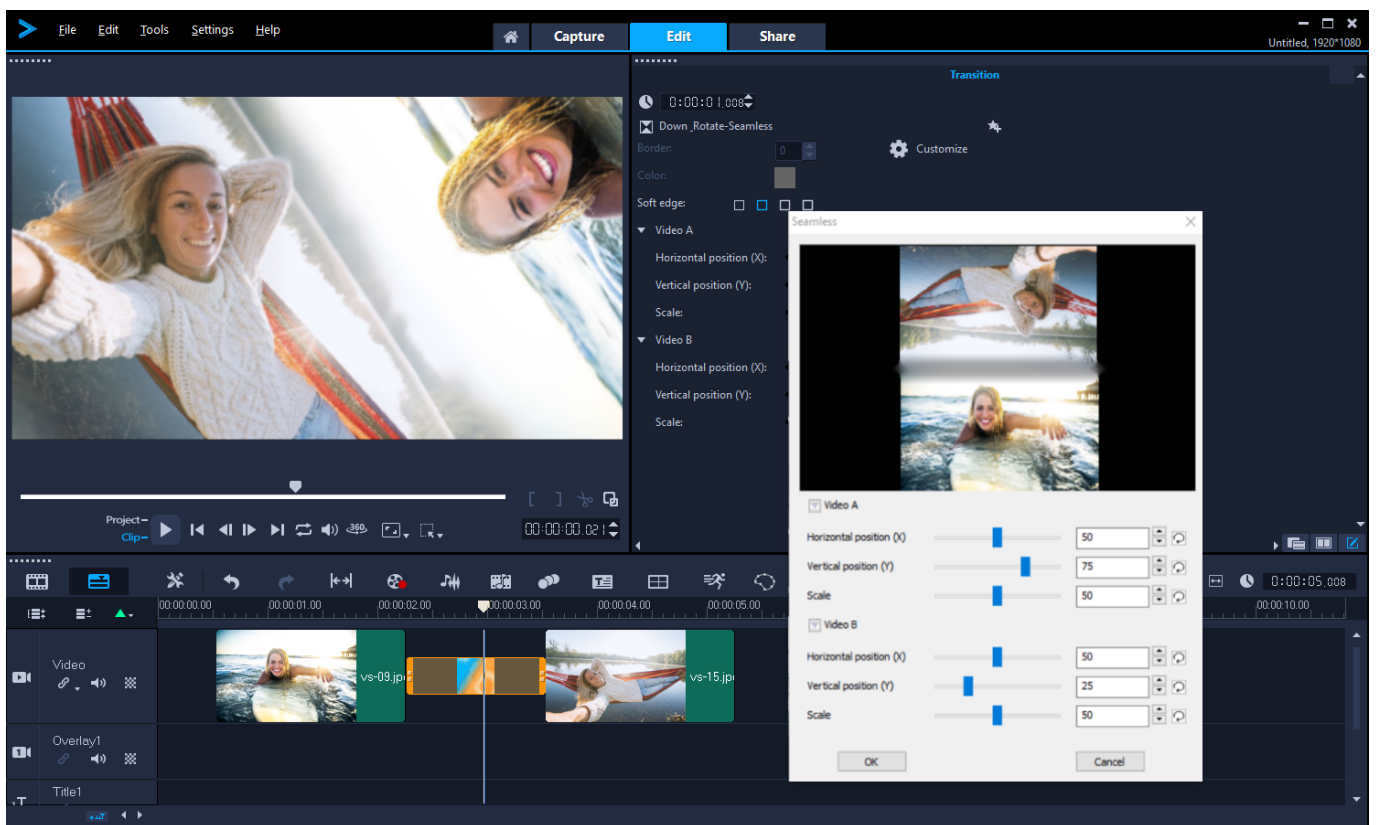 File Edit Tools Settings Help
Capture Edit Share
Untitled, 1920*1080
Transition
0:00:01.008
Down_Rotate-Seamless
Border: 0
Customize
Color:
Soft edge:
Video A
Horizontal position (X):
Vertical position (Y):
Scale:
Video B
Horizontal position (X):
Vertical position (Y):
Scale:
Seamless
Video A
Horizontal position (X) 50
Vertical position (Y) 75
Scale 50
Video B
Horizontal position (X) 50
Vertical position (Y) 25
Scale 50
OK Cancel
Project
Clip
360
00:00:00.021
0:00:05.008
00:00:00.00 00:00:01.00 00:00:02.00 00:00:03.00 00:00:04.00 00:00:05.00 00:00:10.00
Video
vs-09.jp
vs-15.jp
1
Overlay1
Title1
T